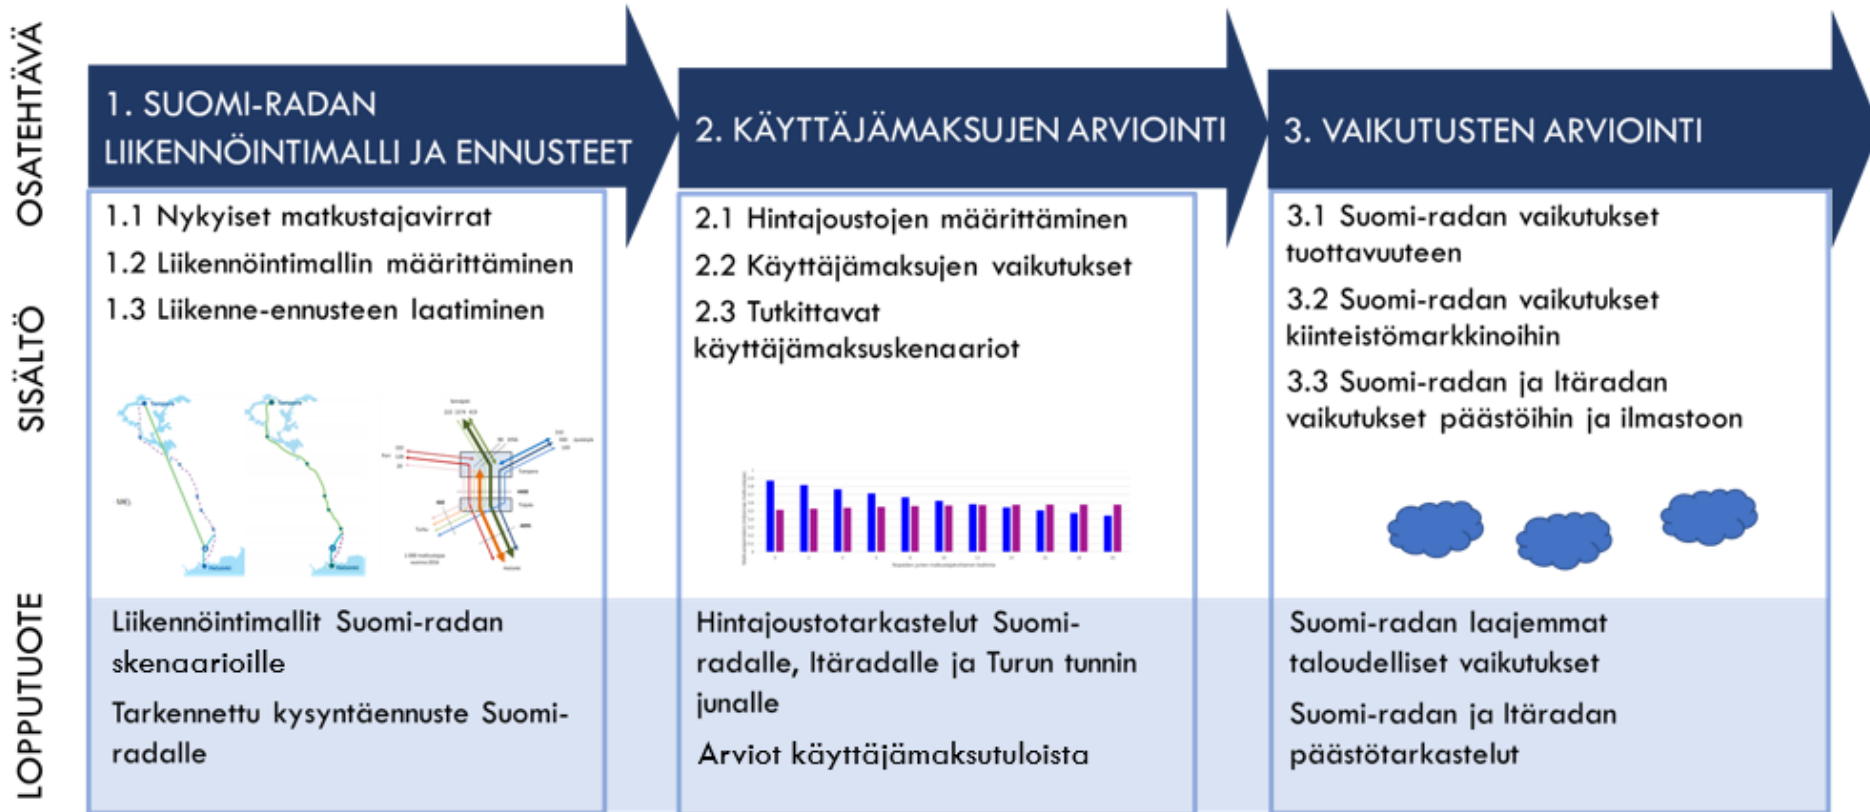 OSATEHTÄVÄ
1. SUOMI-RADAN
LIIKENNÖINTIMALLI JA ENNUSTEET
2. KÄYTTÄJÄMAKSUJEN ARVIOINTI
3. VAIKUTUSTEN ARVIOINTI
SISÄLTÖ
1.1 Nykyiset matkustajavirrat
1.2 Liikennöintimallin määrittäminen
1.3 Liikenne-ennusteen laatiminen
Tampere
Helsinki
Tampere
Helsinki
2.1 Hintajoustojen määrittäminen
2.2 Käyttäjämaksujen vaikutukset
2.3 Tutkittavat
käyttäjämaksuskenaariot
3.1 Suomi-radan vaikutukset
tuottavuuteen
3.2 Suomi-radan vaikutukset
kiinteistömarkkinoihin
3.3 Suomi-radan ja Itäradan
vaikutukset päästöihin ja ilmastoon
LOPPUTUOTE
Liikennöintimallit Suomi-radan
skenaarioille
Tarkennettu kysyntäennuste Suomi-
radalle
Hintajoustotarkastelut Suomi-
radalle, Itäradalle ja Turun tunnin
junalle
Arviot käyttäjämaksutuloista
Suomi-radan laajemmat
taloudelliset vaikutukset
Suomi-radan ja Itäradan
päästötarkastelut